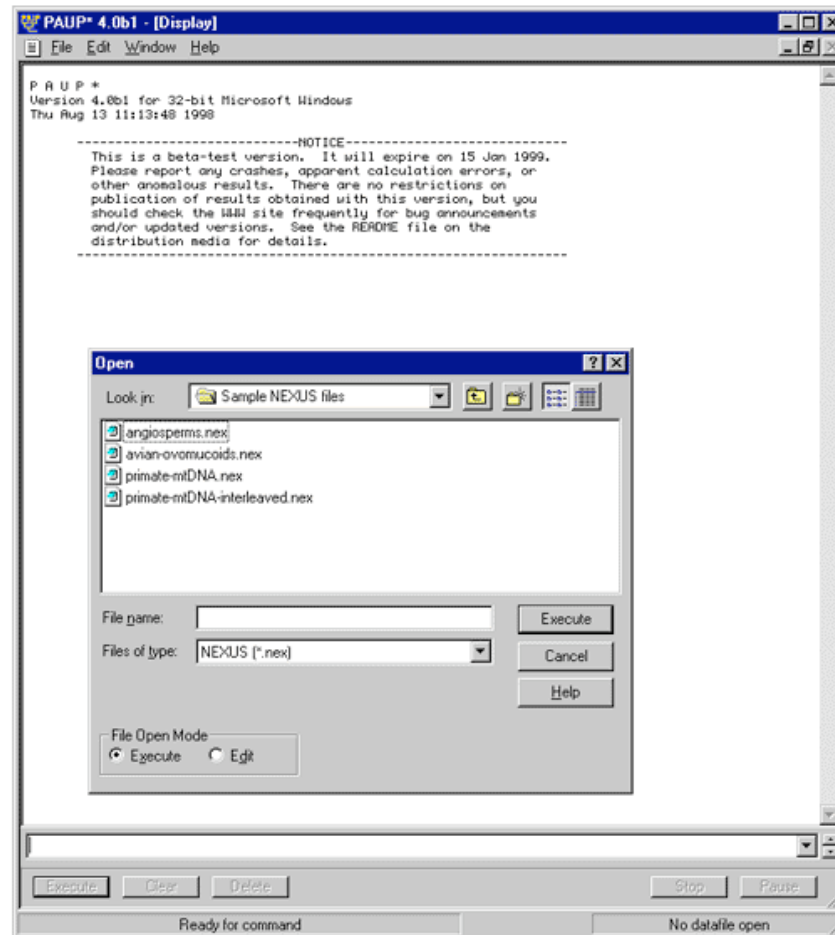 PAUP* 4.0b1 - [Display]
File Edit Window Help
P A U P *
Version 4.0b1 for 32-bit Microsoft Windows
Thu Aug 13 11:13:48 1998
-----------------------------NOTICE-----------------------------
This is a beta-test version. It will expire on 15 Jan 1999.
Please report any crashes, apparent calculation errors, or
other anomalous results. There are no restrictions on
publication of results obtained with this version, but you
should check the WWW site frequently for bug announcements
and/or updated versions. See the README file on the
distribution media for details.
----------------------------------------------------------------
Open
Look in: Sample NEXUS files
angiosperms.nex
avian-ovomucoids.nex
primate-mtDNA.nex
primate-mtDNA-interleaved.nex
File name: Execute
Files of type: NEXUS (*.nex) Cancel
Help
File Open Mode
Execute Edit
Execute Clear Delete Stop Pause
Ready for command No datafile open